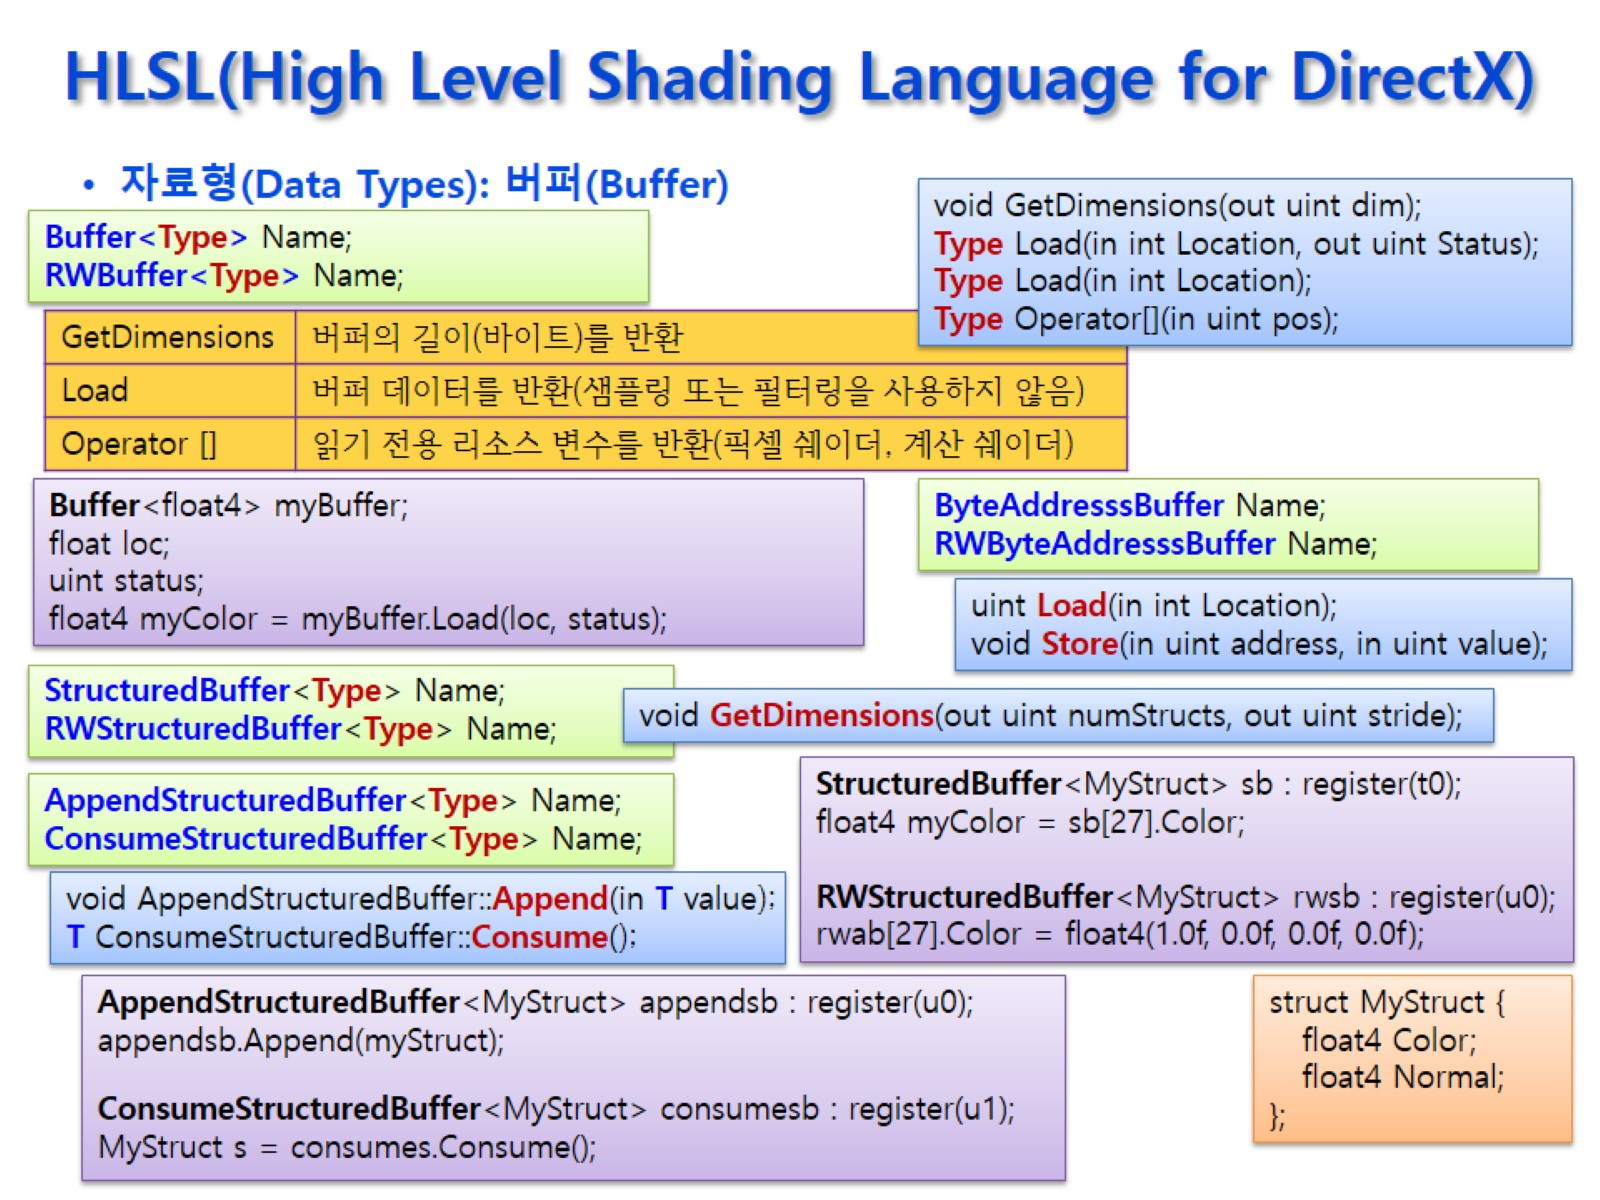 HLSL(High Level Shading Language for DirectX)
• 자료형(Data Types): 버퍼(Buffer)
Buffer<Type> Name;
RWBuffer<Type> Name;
void GetDimensions(out uint dim);
Type Load(in int Location, out uint Status);
Type Load(in int Location);
Type Operator[](in uint pos);
GetDimensions 버퍼의 길이(바이트)를 반환
Load 버퍼 데이터를 반환(샘플링 또는 필터링을 사용하지 않음)
Operator [] 읽기 전용 리소스 변수를 반환(픽셀 쉐이더, 계산 쉐이더)
Buffer<float4> myBuffer;
float loc;
uint status;
float4 myColor = myBuffer.Load(loc, status);
ByteAddresssBuffer Name;
RWByteAddresssBuffer Name;
uint Load(in int Location);
void Store(in uint address, in uint value);
StructuredBuffer<Type> Name;
RWStructuredBuffer<Type> Name;
void GetDimensions(out uint numStructs, out uint stride);
AppendStructuredBuffer<Type> Name;
ConsumeStructuredBuffer<Type> Name;
void AppendStructuredBuffer::Append(in T value);
T ConsumeStructuredBuffer::Consume();
StructuredBuffer<MyStruct> sb : register(t0);
float4 myColor = sb[27].Color;
RWStructuredBuffer<MyStruct> rwsb : register(u0);
rwab[27].Color = float4(1.0f, 0.0f, 0.0f, 0.0f);
AppendStructuredBuffer<MyStruct> appendsb : register(u0);
appendsb.Append(myStruct);
ConsumeStructuredBuffer<MyStruct> consumesb : register(u1);
MyStruct s = consumes.Consume();
struct MyStruct {
float4 Color;
float4 Normal;
};